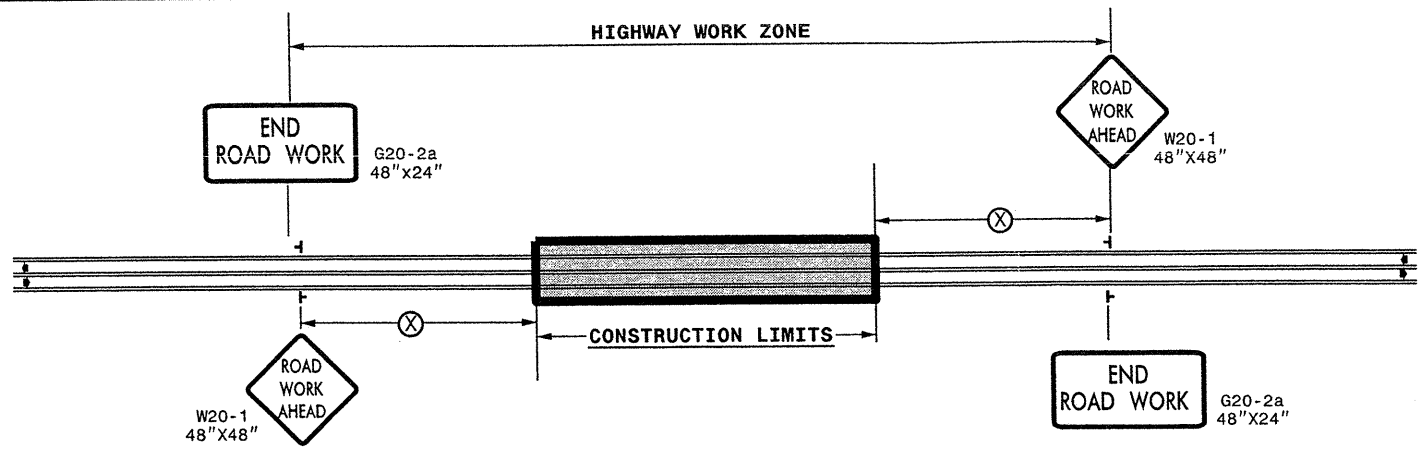 HIGHWAY WORK ZONE
END
ROAD WORK
G20-2a
48"x24"
ROAD
WORK
AHEAD
W20-1
48"X48"
X
X
CONSTRUCTION LIMITS
ROAD
WORK
AHEAD
W20-1
48"X48"
END
ROAD WORK
G20-2a
48"X24"